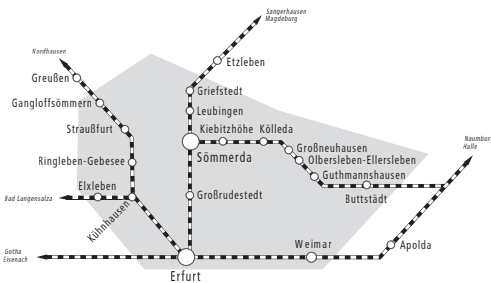 Sangerhausen
Magdeburg
Nordhausen
Etzleben
Greußen
Griefstedt
Gangloffsömmern
Leubingen
Straußfurt
Kiebitzhöhe
Kölleda
Naumburg
Halle
Großneuhausen
Sömmerda
Olbersleben-Ellersleben
Ringleben-Gebesee
Guthmannshausen
Elxleben
Großrudestedt
Bad Langensalza
Buttstädt
Kühnhausen
Weimar
Apolda
Gotha
Eisenach
Erfurt